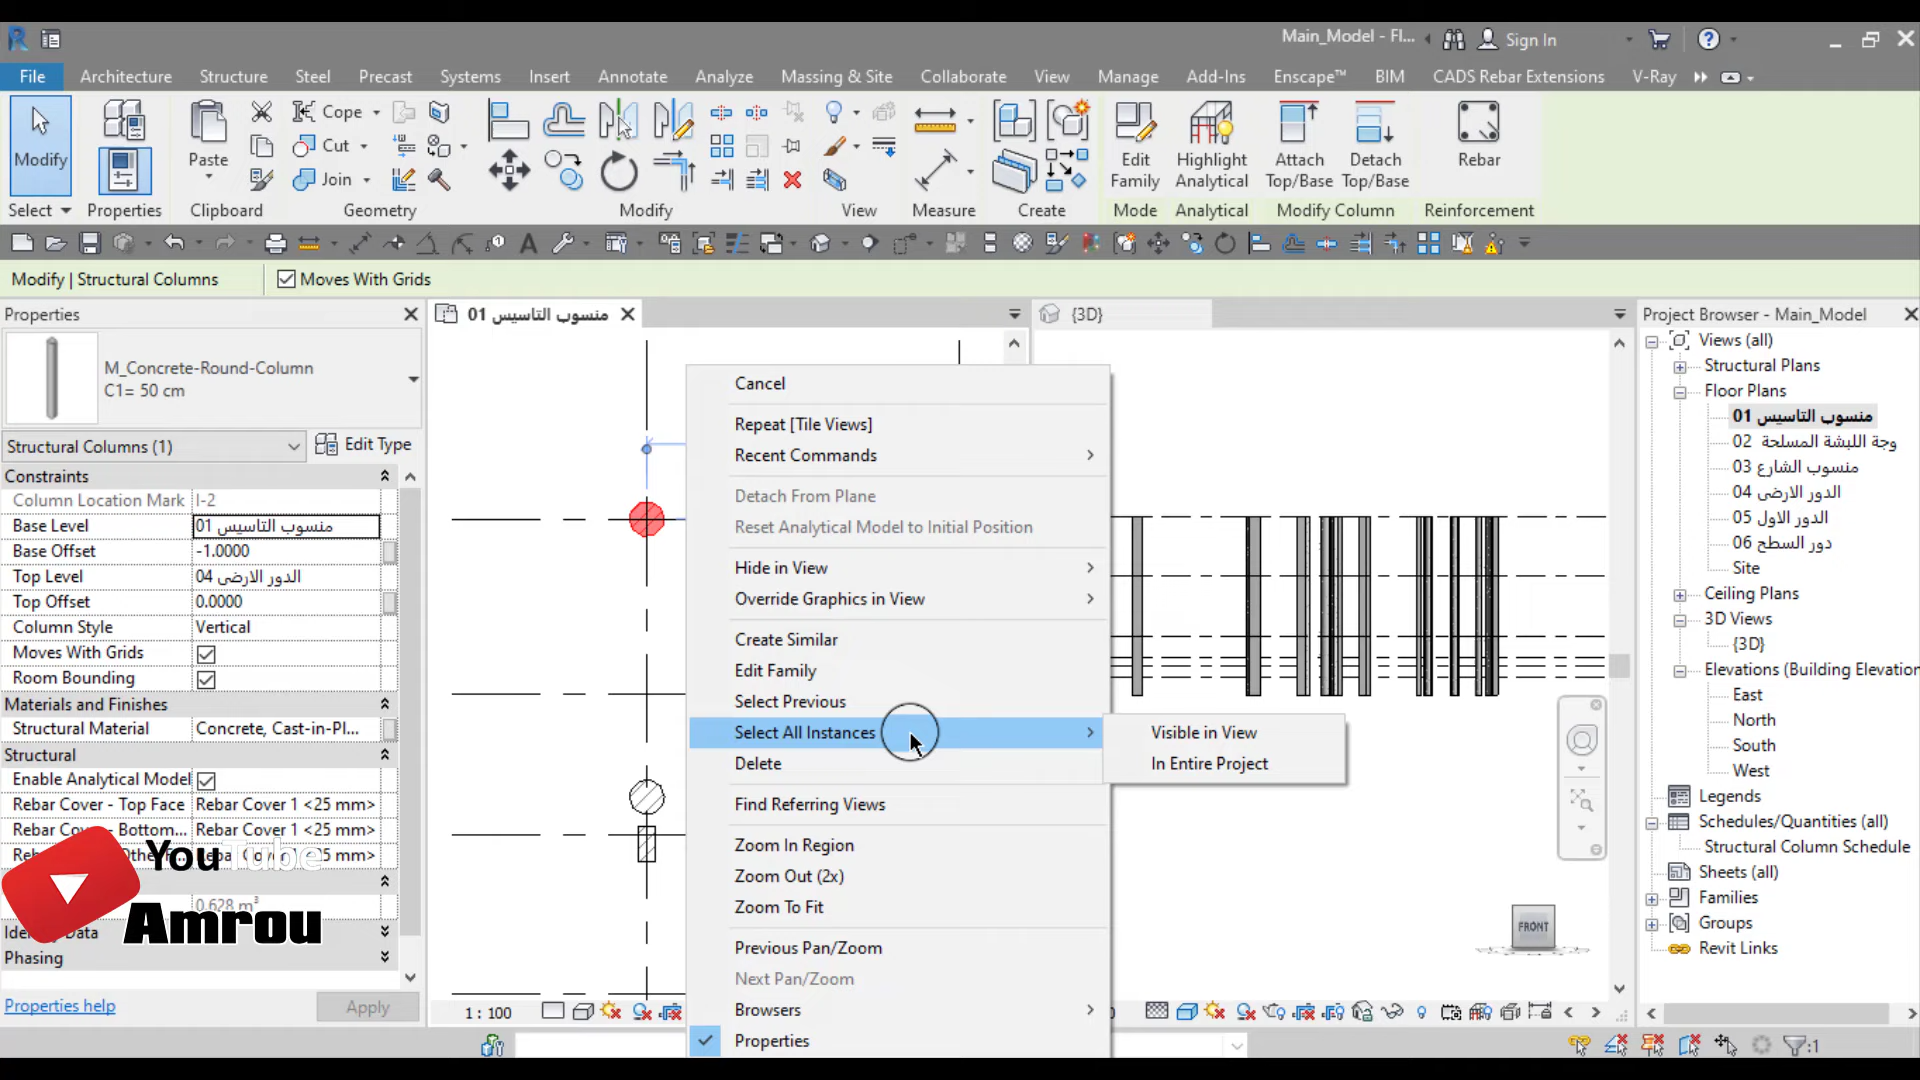 Main_Model - Fl...
Sign In
File
Architecture
Structure
Steel
Precast
Systems
Insert
Annotate
Analyze
Massing & Site
Collaborate
View
Manage
Add-Ins
Enscape™
BIM
CADS Rebar Extensions
V-Ray
Modify
Paste
Cope
Cut
Join
Edit Family
Highlight Analytical
Attach Top/Base
Detach Top/Base
Rebar
Select
Properties
Clipboard
Geometry
Modify
View
Measure
Create
Mode
Analytical
Modify Column
Reinforcement
Modify | Structural Columns
Moves With Grids
Properties
M_Concrete-Round-Column
C1= 50 cm
Structural Columns (1)
Edit Type
Constraints
Column Location Mark I-2
Base Level منسوب التاسيس 01
Base Offset -1.0000
Top Level الدور الارضى 04
Top Offset 0.0000
Column Style Vertical
Moves With Grids
Room Bounding
Materials and Finishes
Structural Material Concrete, Cast-in-Pl...
Structural
Enable Analytical Model
Rebar Cover - Top Face Rebar Cover 1 <25 mm>
Rebar Cov - Bottom... Rebar Cover 1 <25 mm>
0.628 m³
Phasing
Properties help
Apply
YouTube
Amrou
منسوب التاسيس 01
{3D}
Cancel
Repeat [Tile Views]
Recent Commands
Detach From Plane
Reset Analytical Model to Initial Position
Hide in View
Override Graphics in View
Create Similar
Edit Family
Select Previous
Select All Instances
Visible in View
In Entire Project
Delete
Find Referring Views
Zoom In Region
Zoom Out (2x)
Zoom To Fit
Previous Pan/Zoom
Next Pan/Zoom
Browsers
Properties
1 : 100
FRONT
Project Browser - Main_Model
Views (all)
Structural Plans
Floor Plans
منسوب التاسيس 01
وجة اللبشة المسلحة 02
منسوب الشارع 03
الدور الارضى 04
الدور الاول 05
دور السطح 06
Site
Ceiling Plans
3D Views
{3D}
Elevations (Building Elevation
East
North
South
West
Legends
Schedules/Quantities (all)
Structural Column Schedule
Sheets (all)
Families
Groups
Revit Links
:1